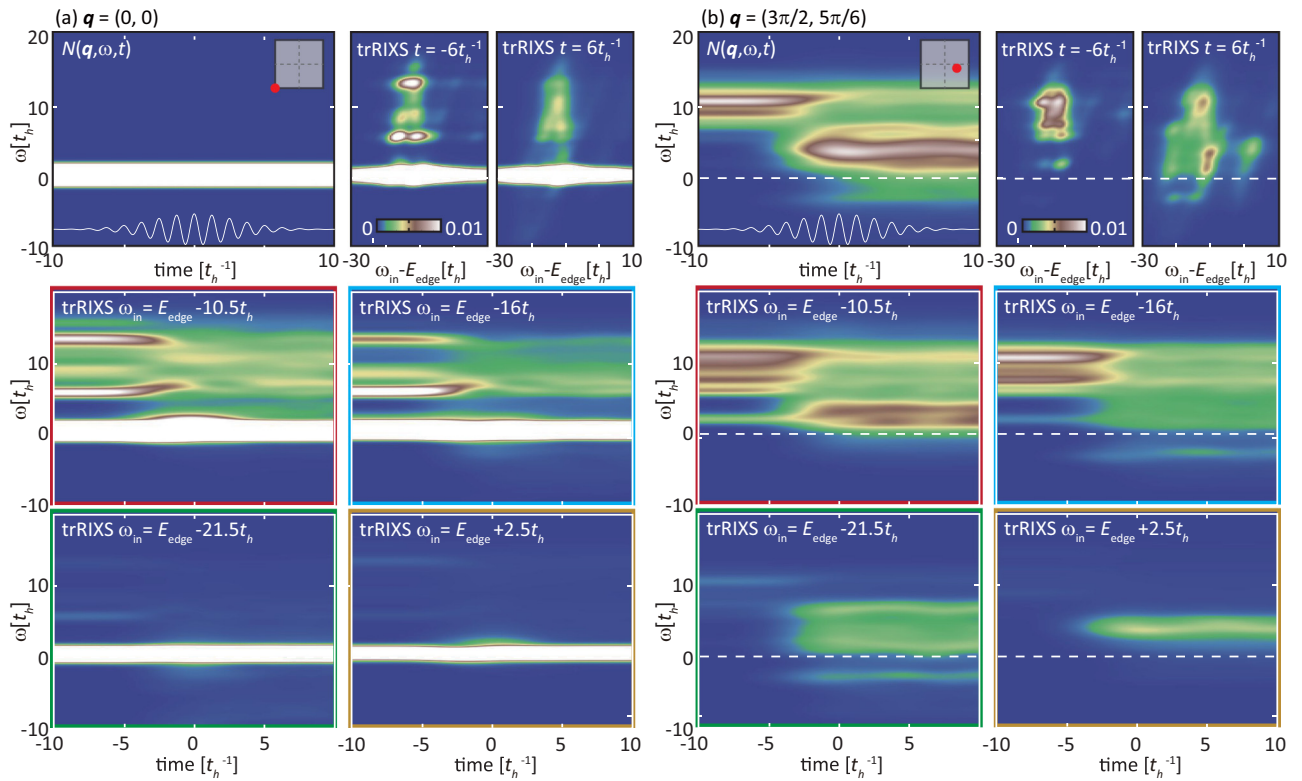 (a) q = (0, 0)
(b) q = (3π/2, 5π/6)
20
10
0
-10
ω[t_h]
N(q,ω,t)
-10
-5
0
5
10
time [t_h^-1]
trRIXS t = -6t_h^-1
0
0.01
-30
ω_in-E_edge[t_h]
trRIXS t = 6t_h^-1
-30
10
ω_in-E_edge[t_h]
20
10
0
-10
ω[t_h]
N(q,ω,t)
-10
-5
0
5
10
time [t_h^-1]
trRIXS t = -6t_h^-1
0
0.01
-30
ω_in-E_edge[t_h]
trRIXS t = 6t_h^-1
-30
10
ω_in-E_edge[t_h]
trRIXS ω_in = E_edge -10.5t_h
trRIXS ω_in = E_edge -16t_h
10
0
-10
ω[t_h]
trRIXS ω_in = E_edge -10.5t_h
trRIXS ω_in = E_edge -16t_h
10
0
-10
ω[t_h]
trRIXS ω_in = E_edge -21.5t_h
trRIXS ω_in = E_edge +2.5t_h
10
0
-10
ω[t_h]
-10
-5
0
5
time [t_h^-1]
-10
-5
0
5
10
time [t_h^-1]
trRIXS ω_in = E_edge -21.5t_h
trRIXS ω_in = E_edge +2.5t_h
10
0
-10
ω[t_h]
-10
-5
0
5
time [t_h^-1]
-10
-5
0
5
10
time [t_h^-1]